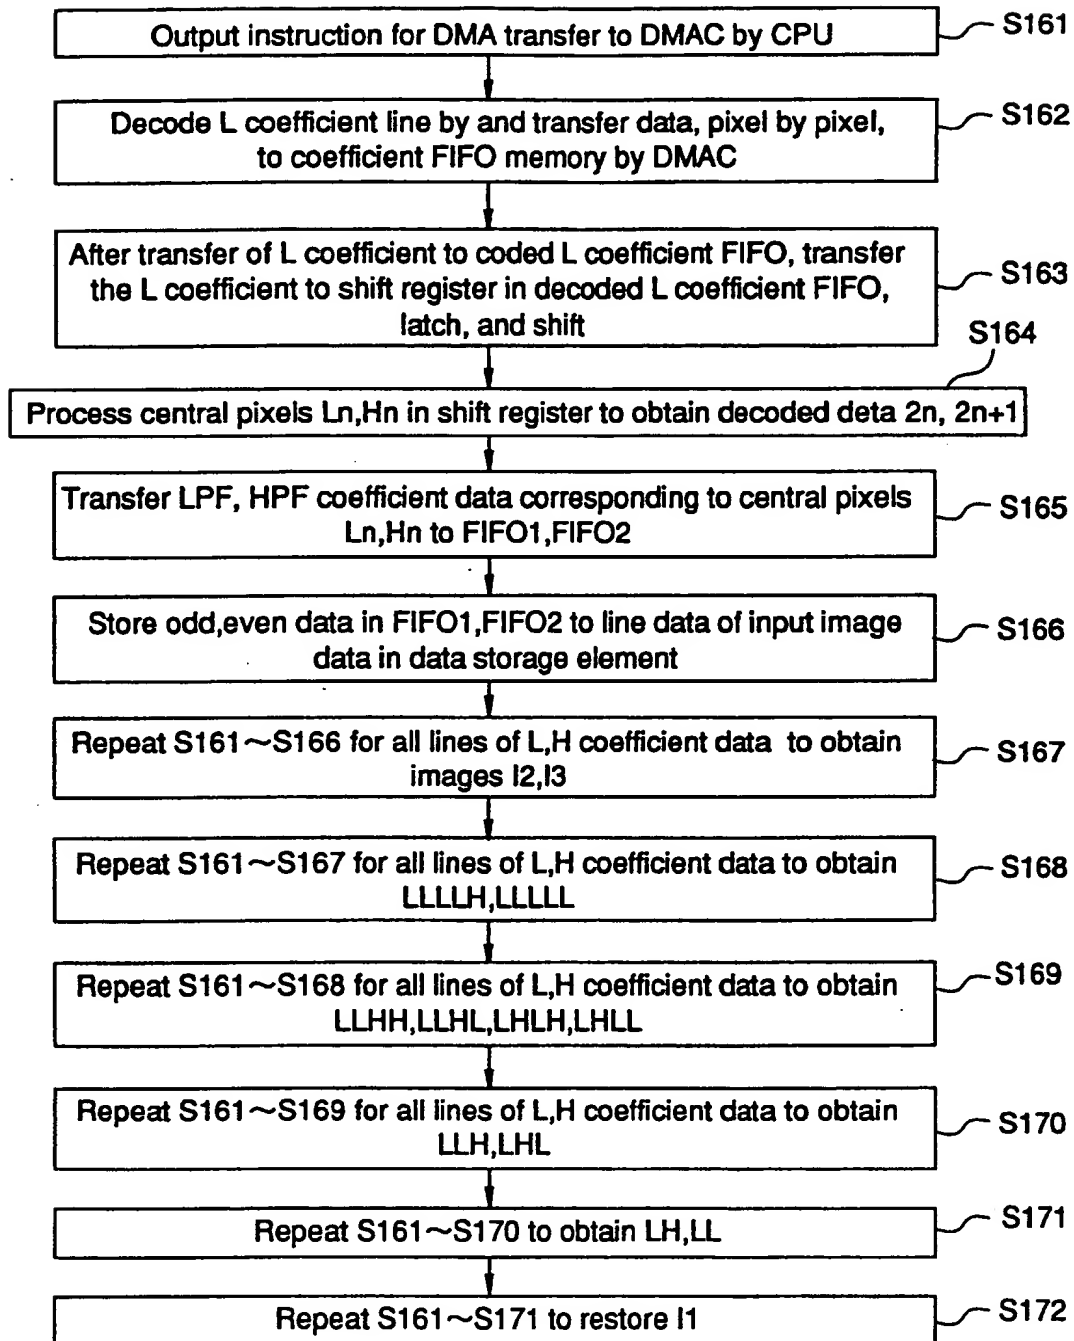 Output instruction for DMA transfer to DMAC by CPU
S161
Decode L coefficient line by and transfer data, pixel by pixel,
to coefficient FIFO memory by DMAC
S162
After transfer of L coefficient to coded L coefficient FIFO, transfer
the L coefficient to shift register in decoded L coefficient FIFO,
latch, and shift
S163
S164
Process central pixels Ln,Hn in shift register to obtain decoded deta 2n, 2n+1
Transfer LPF, HPF coefficient data corresponding to central pixels
Ln,Hn to FIFO1,FIFO2
S165
Store odd,even data in FIFO1,FIFO2 to line data of input image
data in data storage element
S166
Repeat S161~S166 for all lines of L,H coefficient data to obtain
images I2,I3
S167
Repeat S161~S167 for all lines of L,H coefficient data to obtain
LLLLH,LLLLL
S168
Repeat S161~S168 for all lines of L,H coefficient data to obtain
LLHH,LLHL,LHLH,LHLL
S169
Repeat S161~S169 for all lines of L,H coefficient data to obtain
LLH,LHL
S170
Repeat S161~S170 to obtain LH,LL
S171
Repeat S161~S171 to restore I1
S172